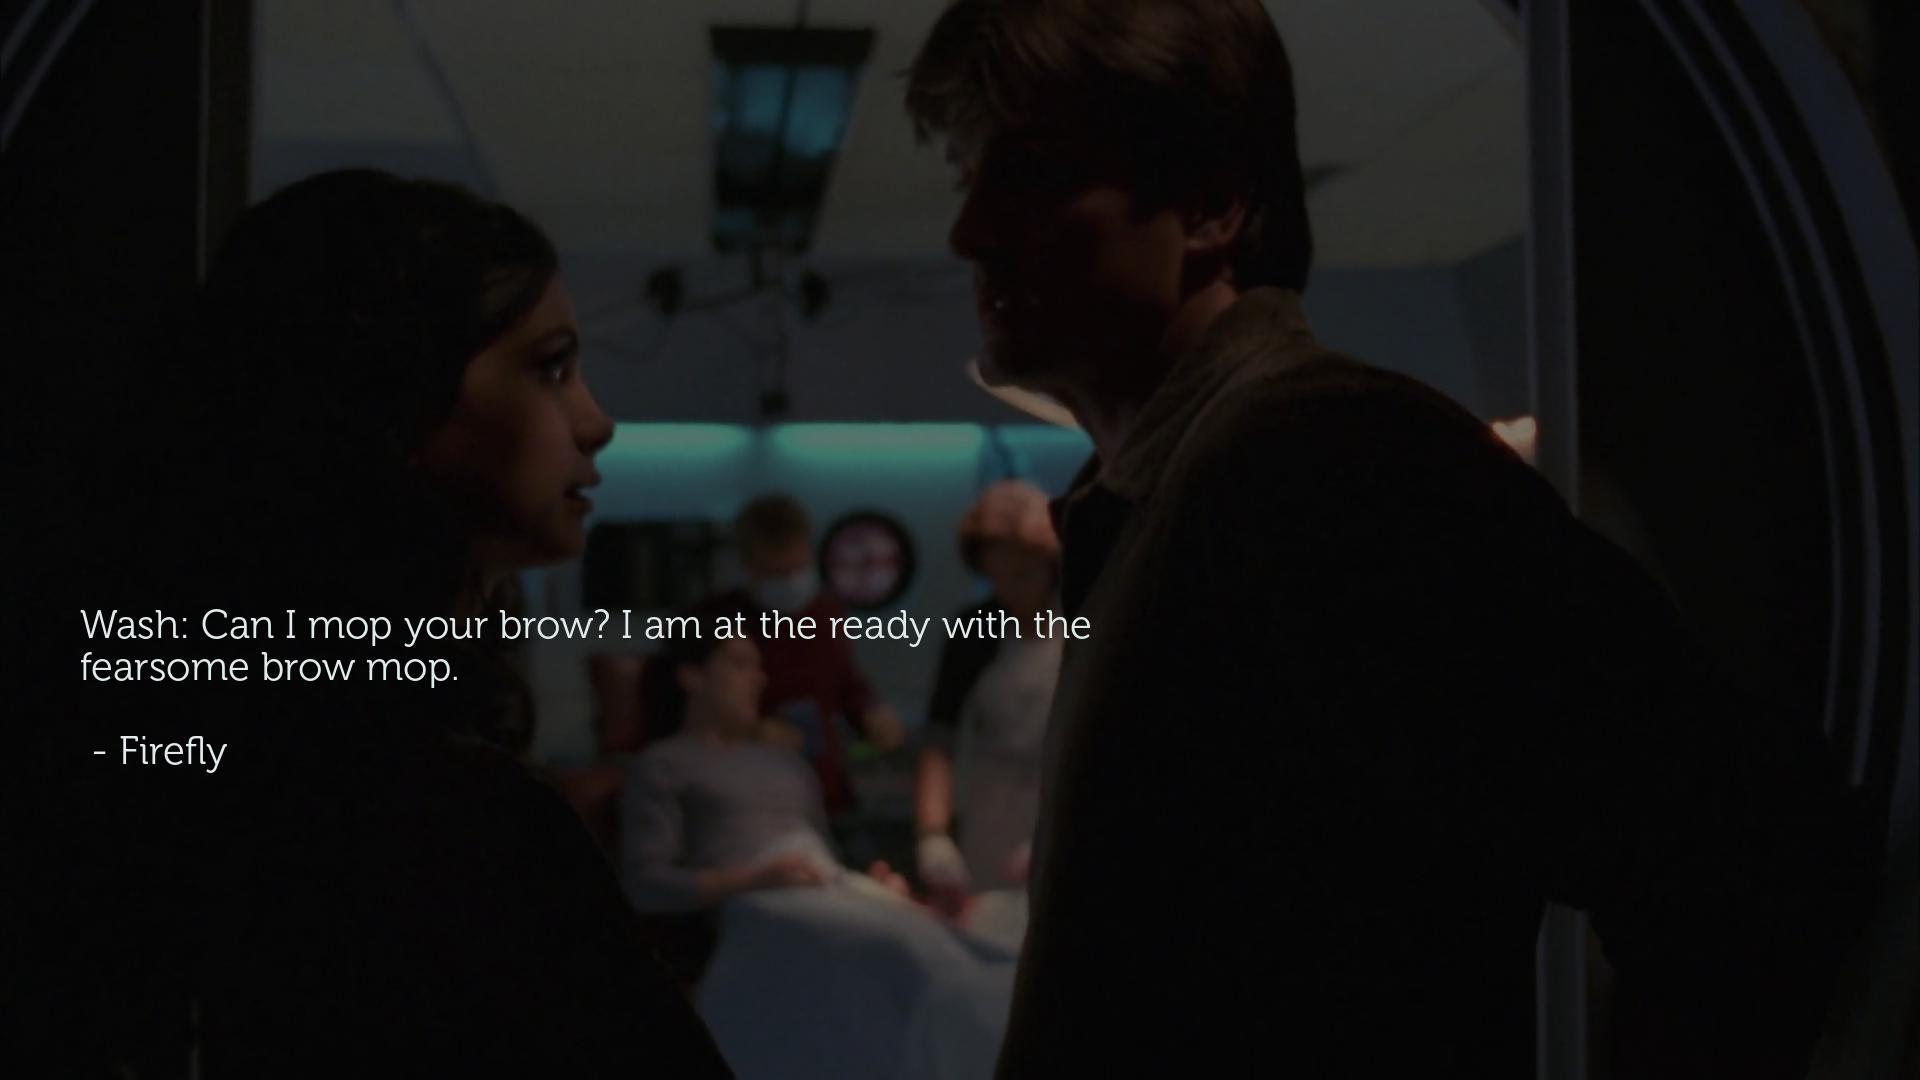 Wash: Can I mop your brow? I am at the ready with the
fearsome brow mop.
- Firefly